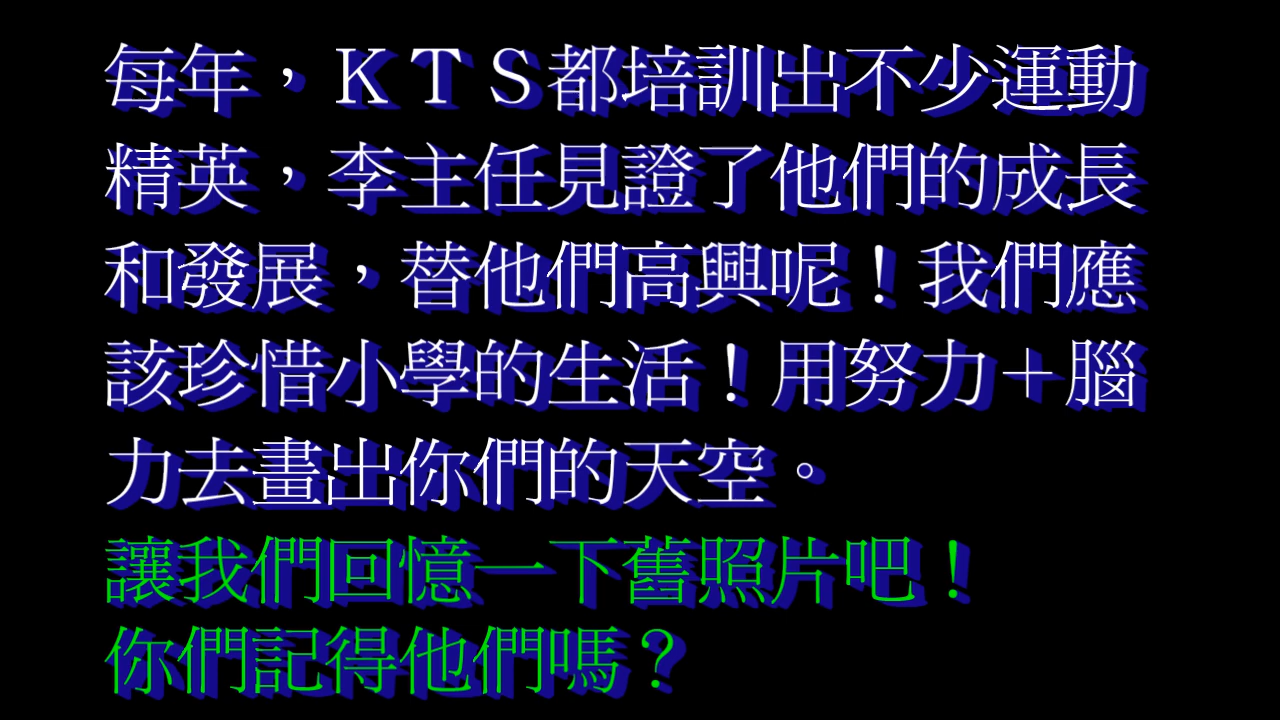 每年，ＫＴＳ都培訓出不少運動
精英，李主任見證了他們的成長
和發展，替他們高興呢！我們應
該珍惜小學的生活！用努力＋腦
力去畫出你們的天空。
讓我們回憶一下舊照片吧！
你們記得他們嗎？